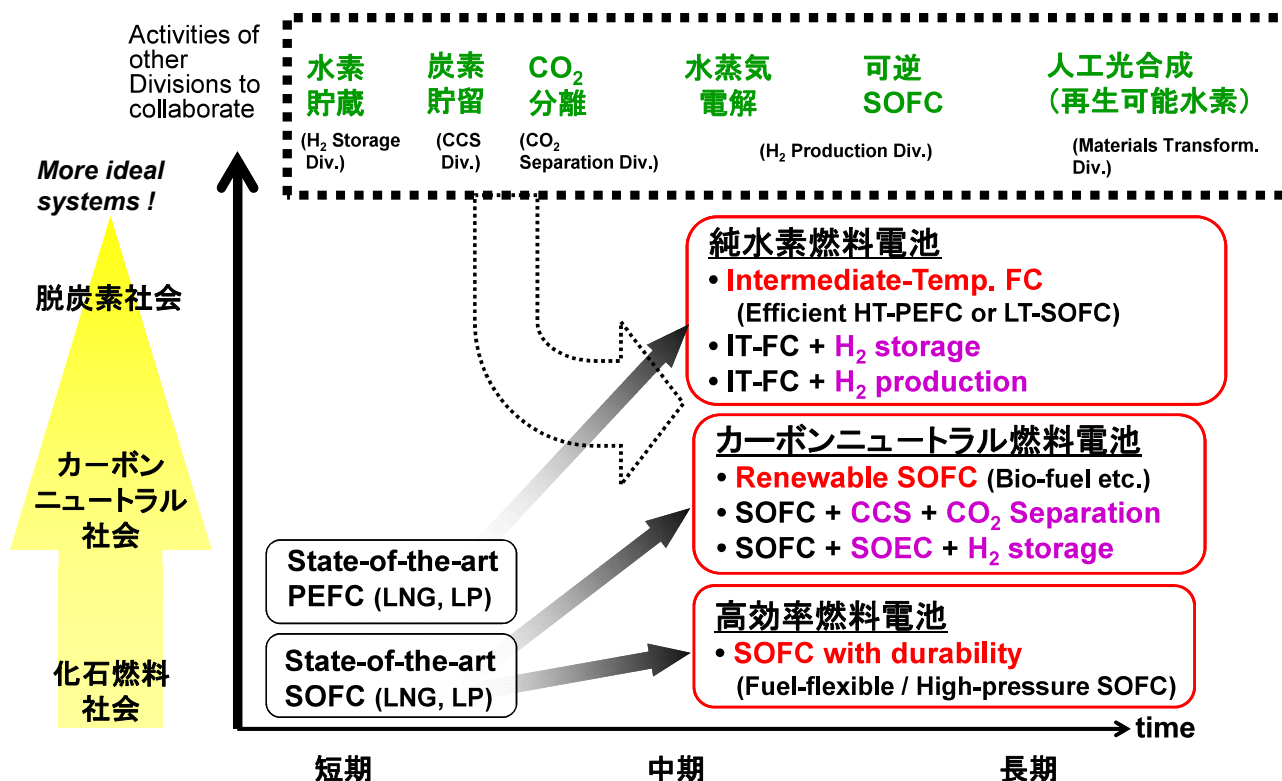 Activities of
other
Divisions to
collaborate
水素
貯蔵
(H₂ Storage
Div.)
炭素
貯留
(CCS
Div.)
CO₂
分離
(CO₂
Separation Div.)
水蒸気
電解
可逆
SOFC
(H₂ Production Div.)
人工光合成
(再生可能水素)
(Materials Transform.
Div.)
More ideal
systems !
脱炭素社会
カーボン
ニュートラル
社会
化石燃料
社会
純水素燃料電池
• Intermediate-Temp. FC
(Efficient HT-PEFC or LT-SOFC)
• IT-FC + H₂ storage
• IT-FC + H₂ production
カーボンニュートラル燃料電池
• Renewable SOFC (Bio-fuel etc.)
• SOFC + CCS + CO₂ Separation
• SOFC + SOEC + H₂ storage
State-of-the-art
PEFC (LNG, LP)
State-of-the-art
SOFC (LNG, LP)
高効率燃料電池
• SOFC with durability
(Fuel-flexible / High-pressure SOFC)
time
短期
中期
長期